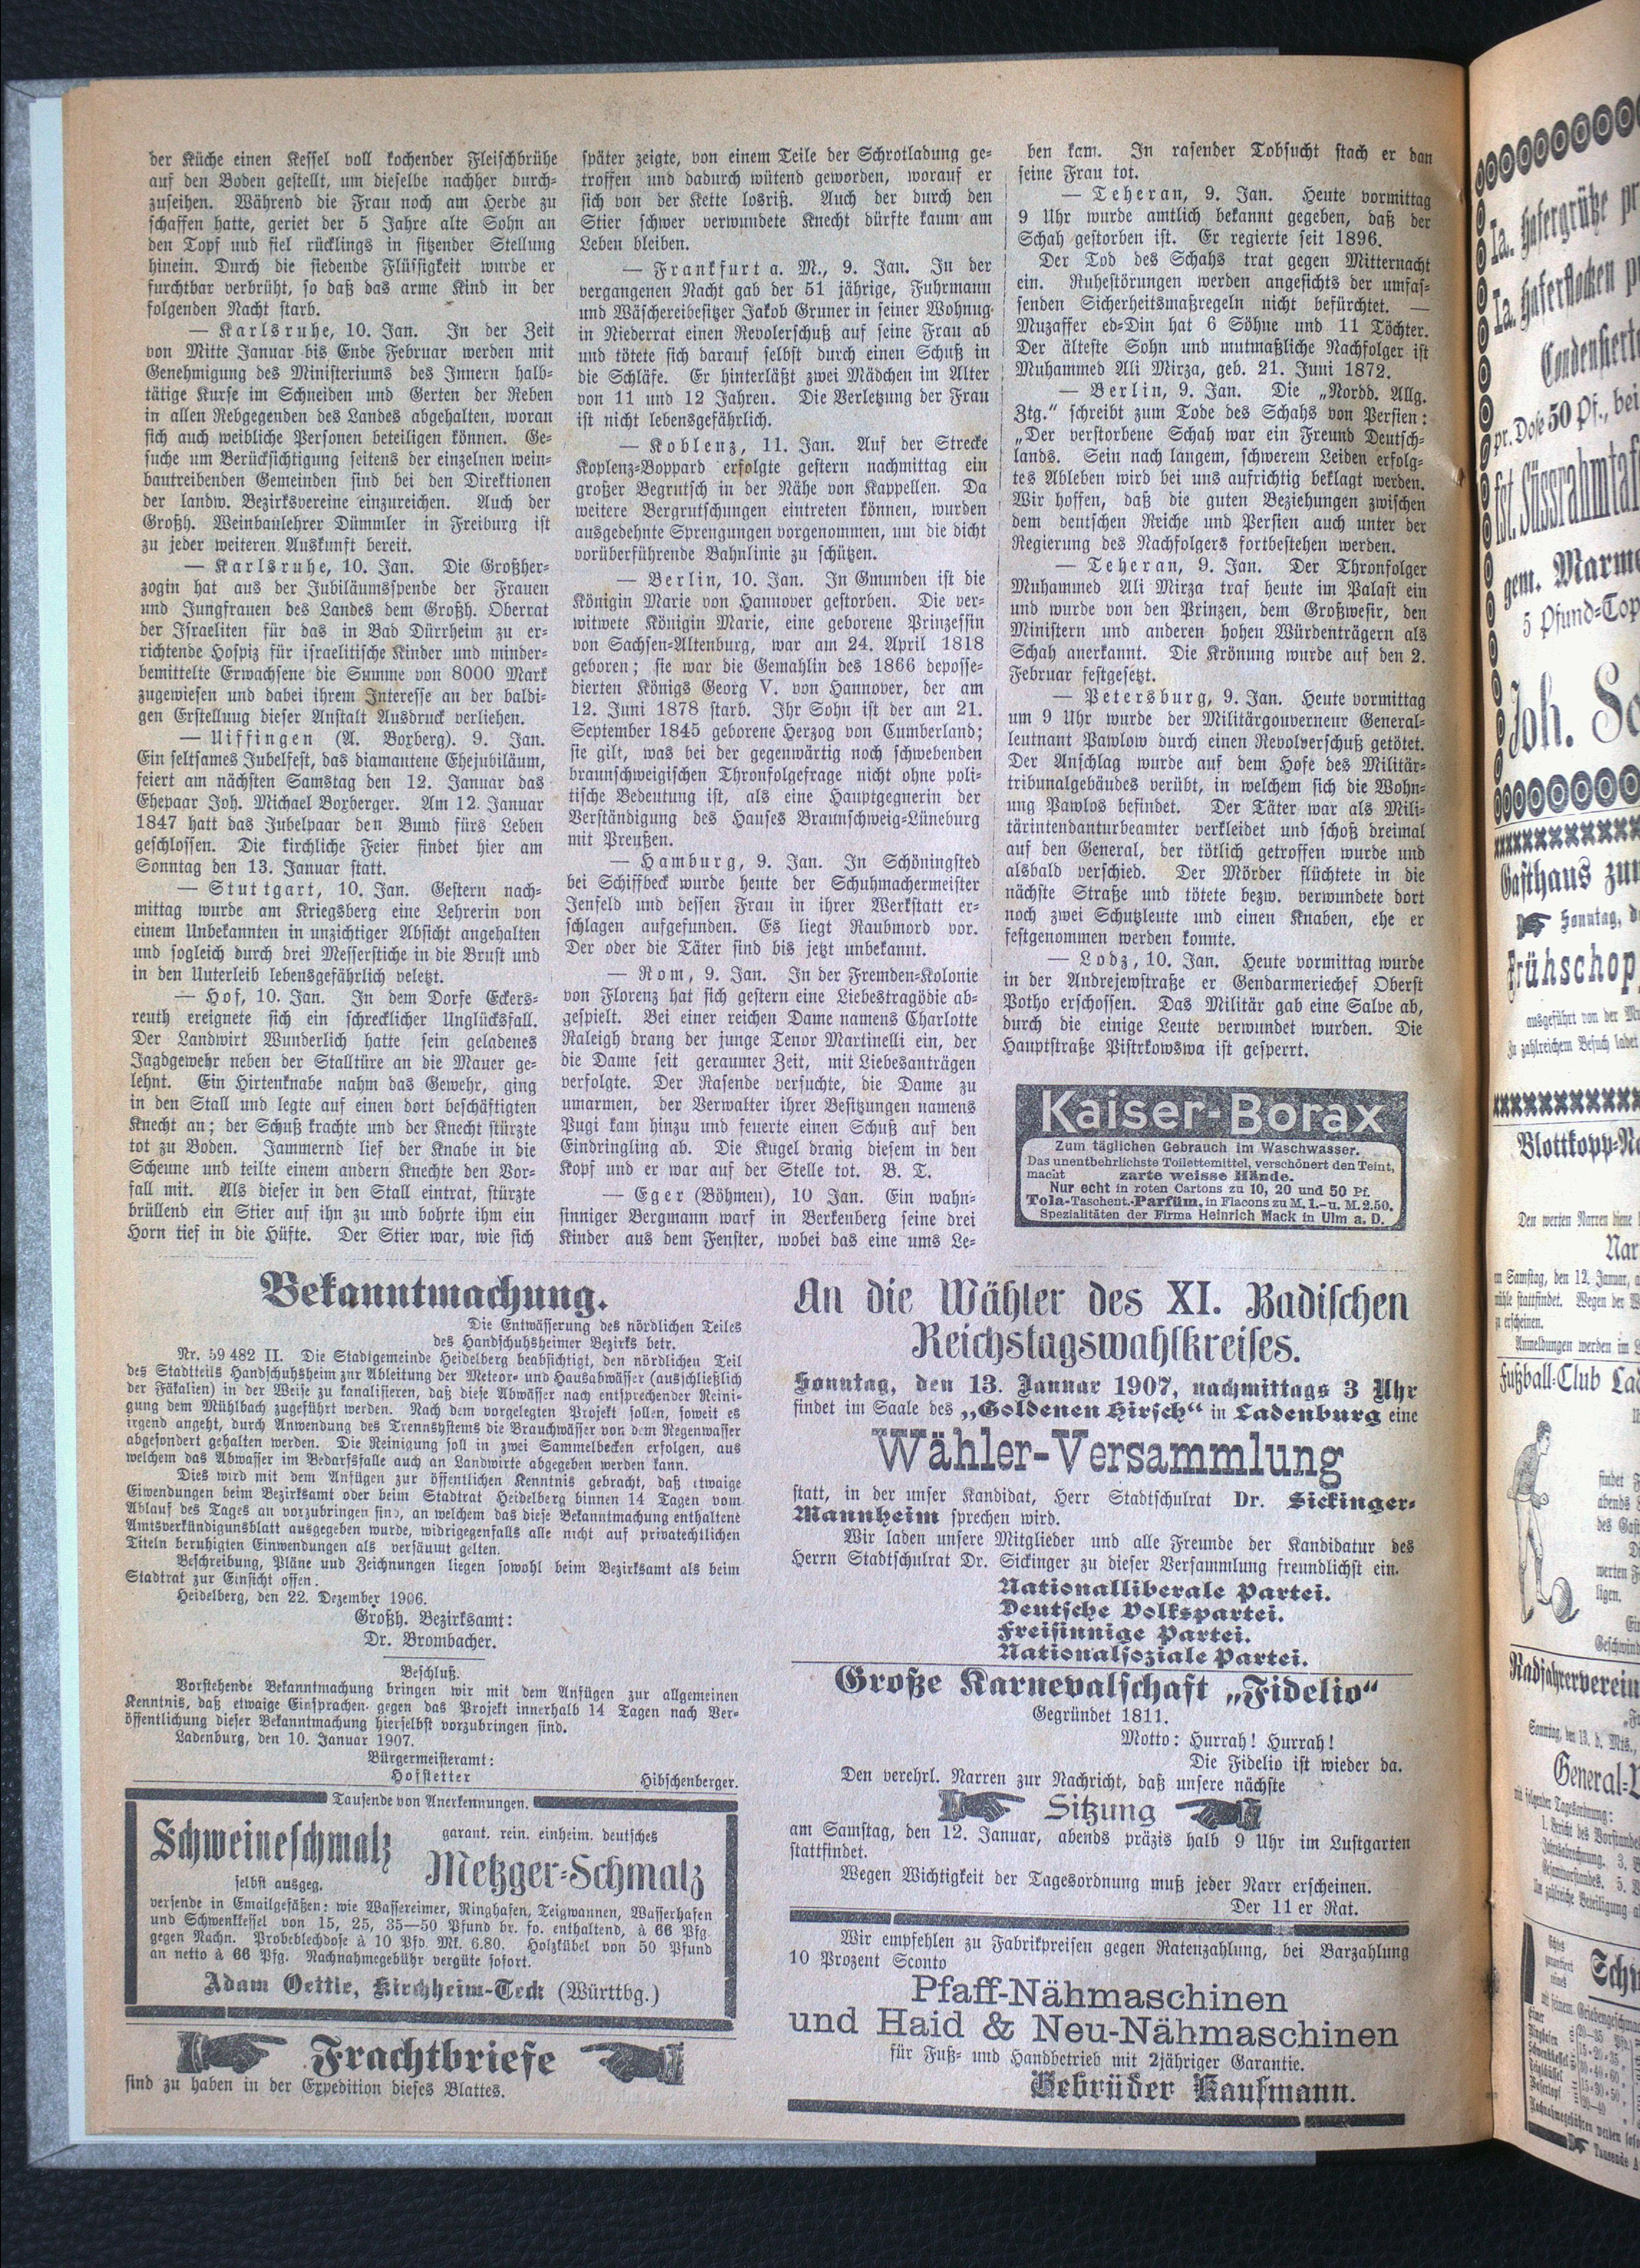 der Küche einen Kessel voll kochender Fleischbrühe
auf den Boden gestellt, um dieselbe nachher durch-
zuseihen. Während die Frau noch am Herde zu
schaffen hatte, geriet der 5 Jahre alte Sohn an
den Topf und fiel rücklings in sitzender Stellung
hinein. Durch die siedende Flüssigkeit wurde er
furchtbar verbrüht, so daß das arme Kind in der
folgenden Nacht starb.
— Karlsruhe, 10. Jan. In der Zeit
von Mitte Januar bis Ende Februar werden mit
Genehmigung des Ministeriums des Innern halb-
tätige Kurse im Schneiden und Gerten der Reben
in allen Rebgegenden des Landes abgehalten, woran
sich auch weibliche Personen beteiligen können. Ge-
suche um Berücksichtigung seitens der einzelnen wein-
bautreibenden Gemeinden sind bei den Direktionen
der landw. Bezirksvereine einzureichen. Auch der
Großh. Weinbaulehrer Dümmler in Freiburg ist
zu jeder weiteren Auskunft bereit.
— Karlsruhe, 10. Jan. Die Großher-
zogin hat aus der Jubiläumsspende der Frauen
und Jungfrauen des Landes dem Großh. Oberrat
der Israeliten für das in Bad Dürrheim zu er-
richtende Hospiz für israelitische Kinder und minder-
bemittelte Erwachsene die Summe von 8000 Mark
zugewiesen und dabei ihrem Interesse an der baldi-
gen Erstellung dieser Anstalt Ausdruck verliehen.
— Uiffingen (A. Boxberg). 9. Jan.
Ein seltsames Jubelfest, das diamantene Ehejubiläum,
feiert am nächsten Samstag den 12. Januar das
Ehepaar Joh. Michael Boxberger. Am 12. Januar
1847 hatt das Jubelpaar den Bund fürs Leben
geschlossen. Die kirchliche Feier findet hier am
Sonntag den 13. Januar statt.
— Stuttgart, 10. Jan. Gestern nach-
mittag wurde am Kriegsberg eine Lehrerin von
einem Unbekannten in unzichtiger Absicht angehalten
und sogleich durch drei Messerstiche in die Brust und
in den Unterleib lebensgefährlich veletzt.
— Hof, 10. Jan. In dem Dorfe Eckers-
reuth ereignete sich ein schrecklicher Unglücksfall.
Der Landwirt Wunderlich hatte sein geladenes
Jagdgewehr neben der Stalltüre an die Mauer ge-
lehnt. Ein Hirtenknabe nahm das Gewehr, ging
in den Stall und legte auf einen dort beschäftigten
Knecht an; der Schuß krachte und der Knecht stürzte
tot zu Boden. Jammernd lief der Knabe in die
Scheune und teilte einem andern Knechte den Vor-
fall mit. Als dieser in den Stall eintrat, stürzte
brüllend ein Stier auf ihn zu und bohrte ihm ein
Horn tief in die Hüfte. Der Stier war, wie sich
später zeigte, von einem Teile der Schrotladung ge-
troffen und dadurch wütend geworden, worauf er
sich von der Kette losriß. Auch der durch den
Stier schwer verwundete Knecht dürfte kaum am
Leben bleiben.
— Frankfurt a. M., 9. Jan. In der
vergangenen Nacht gab der 51 jährige, Fuhrmann
und Wäschereibesitzer Jakob Gruner in seiner Wohnug
in Niederrat einen Revolerschuß auf seine Frau ab
und tötete sich darauf selbst durch einen Schuß in
die Schläfe. Er hinterläßt zwei Mädchen im Alter
von 11 und 12 Jahren. Die Verletzung der Frau
ist nicht lebensgefährlich.
— Koblenz, 11. Jan. Auf der Strecke
Koplenz-Boppard erfolgte gestern nachmittag ein
großer Begrutsch in der Nähe von Kappellen. Da
weitere Bergrutschungen eintreten können, wurden
ausgedehnte Sprengungen vorgenommen, um die dicht
vorüberführende Bahnlinie zu schützen.
— Berlin, 10. Jan. In Gmunden ist die
Königin Marie von Hannover gestorben. Die ver-
witwete Königin Marie, eine geborene Prinzessin
von Sachsen-Altenburg, war am 24. April 1818
geboren; sie war die Gemahlin des 1866 deposse-
dierten Königs Georg V. von Hannover, der am
12. Juni 1878 starb. Ihr Sohn ist der am 21.
September 1845 geborene Herzog von Cumberland;
sie gilt, was bei der gegenwärtig noch schwebenden
braunschweigischen Thronfolgefrage nicht ohne poli-
tische Bedeutung ist, als eine Hauptgegnerin der
Verständigung des Hauses Braunschweig-Lüneburg
mit Preußen.
— Hamburg, 9. Jan. In Schöningsted
bei Schiffbeck wurde heute der Schuhmachermeister
Jenfeld und dessen Frau in ihrer Werkstatt er-
schlagen aufgefunden. Es liegt Raubmord vor.
Der oder die Täter sind bis jetzt unbekannt.
— Rom, 9. Jan. In der Fremden-Kolonie
von Florenz hat sich gestern eine Liebestragödie ab-
gespielt. Bei einer reichen Dame namens Charlotte
Raleigh drang der junge Tenor Martinelli ein, der
die Dame seit geraumer Zeit, mit Liebesanträgen
verfolgte. Der Rasende versuchte, die Dame zu
umarmen, der Verwalter ihrer Besitzungen namens
Pugi kam hinzu und feuerte einen Schuß auf den
Eindringling ab. Die Kugel drang diesem in den
Kopf und er war auf der Stelle tot. B. T.
— Eger (Böhmen), 10 Jan. Ein wahn-
sinniger Bergmann warf in Berkenberg seine drei
Kinder aus dem Fenster, wobei das eine ums Le-
ben kam. In rasender Tobsucht stach er dan
seine Frau tot.
— Teheran, 9. Jan. Heute vormittag
9 Uhr wurde amtlich bekannt gegeben, daß der
Schah gestorben ist. Er regierte seit 1896.
Der Tod des Schahs trat gegen Mitternacht
ein. Ruhestörungen werden angesichts der umfas-
senden Sicherheitsmaßregeln nicht befürchtet. —
Muzaffer ed-Din hat 6 Söhne und 11 Töchter.
Der älteste Sohn und mutmaßliche Nachfolger ist
Muhammed Ali Mirza, geb. 21. Juni 1872.
— Berlin, 9. Jan. Die „Nordd. Allg.
Ztg.“ schreibt zum Tode des Schahs von Persien:
„Der verstorbene Schah war ein Freund Deutsch-
lands. Sein nach langem, schwerem Leiden erfolg-
tes Ableben wird bei uns aufrichtig beklagt werden.
Wir hoffen, daß die guten Beziehungen zwischen
dem deutschen Reiche und Persien auch unter der
Regierung des Nachfolgers fortbestehen werden.
— Teheran, 9. Jan. Der Thronfolger
Muhammed Ali Mirza traf heute im Palast ein
und wurde von den Prinzen, dem Großwesir, den
Ministern und anderen hohen Würdenträgern als
Schah anerkannt. Die Krönung wurde auf den 2.
Februar festgesetzt.
— Petersburg, 9. Jan. Heute vormittag
um 9 Uhr wurde der Militärgouverneur General-
leutnant Pawlow durch einen Revolverschuß getötet.
Der Anschlag wurde auf dem Hofe des Militär-
tribunalgebäudes verübt, in welchem sich die Wohn-
ung Pawlos befindet. Der Täter war als Mili-
tärintendanturbeamter verkleidet und schoß dreimal
auf den General, der tötlich getroffen wurde und
alsbald verschied. Der Mörder flüchtete in die
nächste Straße und tötete bezw. verwundete dort
noch zwei Schutzleute und einen Knaben, ehe er
festgenommen werden konnte.
— Lodz, 10. Jan. Heute vormittag wurde
in der Andrejewstraße er Gendarmeriechef Oberst
Potho erschossen. Das Militär gab eine Salve ab,
durch die einige Leute verwundet wurden. Die
Hauptstraße Pistrkowswa ist gesperrt.
Kaiser-Borax
Zum täglichen Gebrauch im Waschwasser.
Das unentbehrlichste Toilettemittel, verschönert den Teint,
macht zarte weisse Hände.
Nur echt in roten Cartons zu 10, 20 und 50 Pf.
Tola-Taschent.-Parfüm, in Flacons zu M. 1.- u. M. 2.50.
Spezialitäten der Firma Heinrich Mack in Ulm a. D.
Bekanntmachung.
Die Entwässerung des nördlichen Teiles
des Handschuhsheimer Bezirks betr.
Nr. 59 482 II. Die Stadtgemeinde Heidelberg beabsichtigt, den nördlichen Teil
des Stadtteils Handschuhsheim zur Ableitung der Meteor- und Hausabwässer (ausschließlich
der Fäkalien) in der Weise zu kanalisieren, daß diese Abwässer nach entsprechender Reini-
gung dem Mühlbach zugeführt werden. Nach dem vorgelegten Projekt sollen, soweit es
irgend angeht, durch Anwendung des Trennsystems die Brauchwässer von dem Regenwasser
abgesondert gehalten werden. Die Reinigung soll in zwei Sammelbecken erfolgen, aus
welchem das Abwasser im Bedarfsfalle auch an Landwirte abgegeben werden kann.
Dies wird mit dem Anfügen zur öffentlichen Kenntnis gebracht, daß etwaige
Eiwendungen beim Bezirksamt oder beim Stadtrat Heidelberg binnen 14 Tagen vom
Ablauf des Tages an vorzubringen sind, an welchem das diese Bekanntmachung enthaltene
Amtsverkündigunsblatt ausgegeben wurde, widrigenfalls alle nicht auf privatechtlichen
Titeln beruhigten Einwendungen als versäumt gelten.
Beschreibung, Pläne und Zeichnungen liegen sowohl beim Bezirksamt als beim
Stadtrat zur Einsicht offen.
Heidelberg, den 22. Dezember 1906.
Großh. Bezirksamt:
Dr. Brombacher.
Beschluß.
Vorstehende Bekanntmachung bringen wir mit dem Anfügen zur allgemeinen
Kenntnis, daß etwaige Einsprachen gegen das Projekt innerhalb 14 Tagen nach Ver-
öffentlichung dieser Bekanntmachung hierselbst vorzubringen sind.
Ladenburg, den 10. Januar 1907.
Bürgermeisteramt:
Hofstetter Hibschenberger.
Tausende von Anerkennungen.
Schweineschmalz
selbst ausgeg.
garant. rein. einheim. deutsches
Metzger-Schmalz
versende in Emailgefäßen: wie Wassereimer, Ringhafen, Teigwannen, Wasserhafen
und Schwenkkessel von 15, 25, 35—50 Pfund br. fo. enthaltend, à 66 Pfg.
gegen Nachn. Probeblechdose à 10 Pfd. Mk. 6.80. Holzkübel von 50 Pfund
an netto à 66 Pfg. Nachnahmegebühr vergüte sofort.
Adam Oettle, Kirchheim-Teck (Württbg.)
Frachtbriefe
sind zu haben in der Expedition dieses Blattes.
An die Wähler des XI. Badischen
Reichstagswahlkreises.
Sonntag, den 13. Januar 1907, nachmittags 3 Uhr
findet im Saale des „Goldenen Hirsch“ in Ladenburg eine
Wähler-Versammlung
statt, in der unser Kandidat, Herr Stadtschulrat Dr. Sickinger-
Mannheim sprechen wird.
Wir laden unsere Mitglieder und alle Freunde der Kandidatur des
Herrn Stadtschulrat Dr. Sickinger zu dieser Versammlung freundlichst ein.
Nationalliberale Partei.
Deutsche Volkspartei.
Freisinnige Partei.
Nationalsoziale Partei.
Große Karnevalschaft „Fidelio“
Gegründet 1811.
Motto: Hurrah! Hurrah!
Die Fidelio ist wieder da.
Den verehrl. Narren zur Nachricht, daß unsere nächste
Sitzung
am Samstag, den 12. Januar, abends präzis halb 9 Uhr im Lustgarten
stattfindet.
Wegen Wichtigkeit der Tagesordnung muß jeder Narr erscheinen.
Der 11 er Rat.
Wir empfehlen zu Fabrikpreisen gegen Ratenzahlung, bei Barzahlung
10 Prozent Sconto
Pfaff-Nähmaschinen
und Haid & Neu-Nähmaschinen
für Fuß- und Handbetrieb mit 2jähriger Garantie.
Gebrüder Kaufmann.
Ia. Hafergrütze
Ia. Haferflocken
pr. Dose 50 Pf., bei
gem.
5 Pfund-
Joh.
Gasthaus zum
Sonntag,
Frühschop
ausgeführt von der
Zu zahlreichem Besuch ladet
Den werten Narren diene
am Samstag, den 12. Januar,
stattfindet. Wegen der
zu erscheinen.
Anmeldungen werden im
Fußball-Club
findet
abends
des
werten
ligen.
Radfahrerverein
Sonntag, den 13. d. Mts.,
General-
mit folgender Tagesordnung: